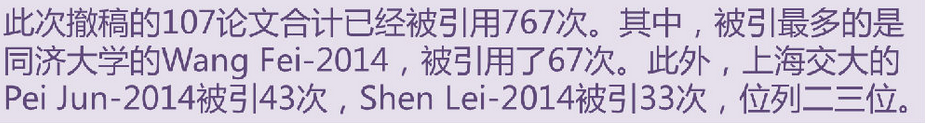 此次撤稿的107论文合计已经被引用767次。其中，被引最多的是
同济大学的Wang Fei-2014，被引用了67次。此外，上海交大的
Pei Jun-2014被引43次，Shen Lei-2014被引33次，位列二三位。